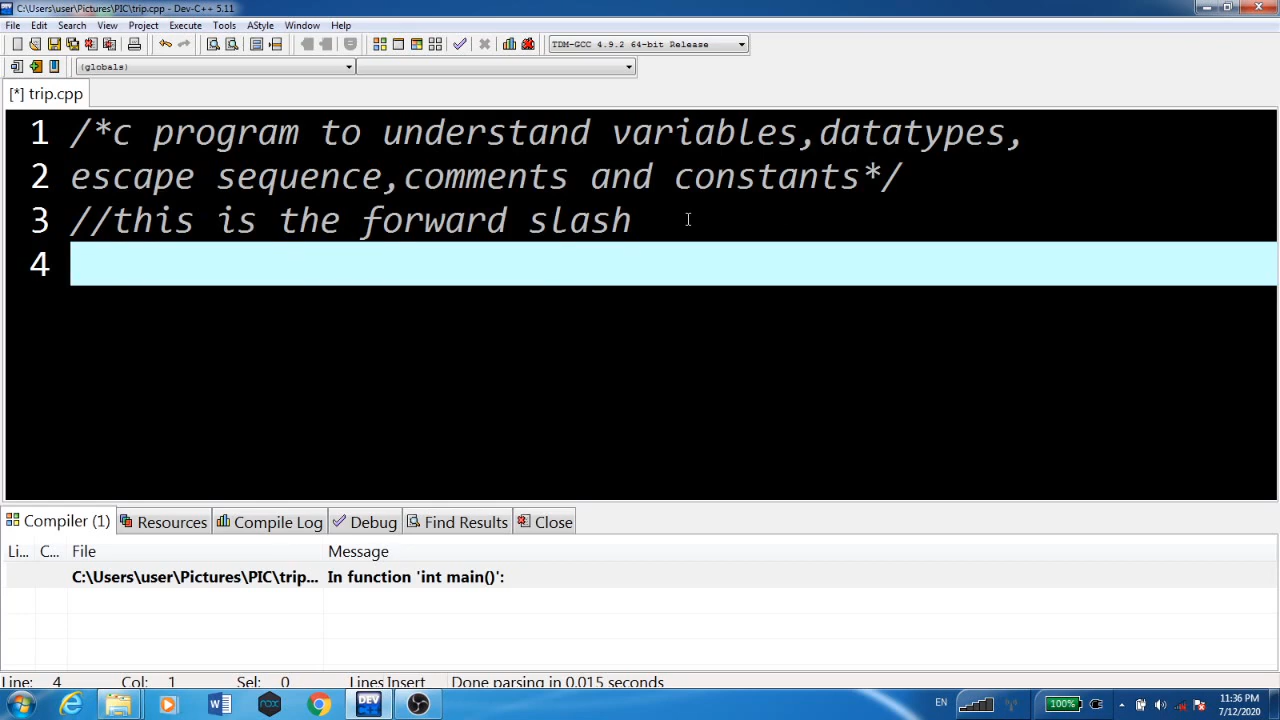 C:\Users\user\Pictures\PIC\trip.cpp - Dev-C++ 5.11
File Edit Search View Project Execute Tools AStyle Window Help
TDM-GCC 4.9.2 64-bit Release
(globals)
[*] trip.cpp
1 /*c program to understand variables,datatypes,
2 escape sequence,comments and constants*/
3 //this is the forward slash
4
Compiler (1) Resources Compile Log Debug Find Results Close
Li... C... File Message
C:\Users\user\Pictures\PIC\trip... In function 'int main()':
Line: 4 Col: 1 Sel: 0 Lines Insert Done parsing in 0.015 seconds
DEV
nox
EN
100%
11:36 PM
7/12/2020